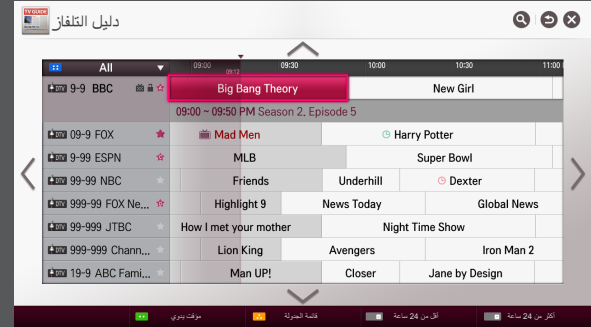 TV GUIDE دليل التلفاز
All 09:00 09:30 10:00 10:30 11:00
09:12
DTV 9-9 BBC Big Bang Theory New Girl
09:00 ~ 09:50 PM Season 2, Episode 5
DTV 09-9 FOX Mad Men Harry Potter
DTV 9-99 ESPN MLB Super Bowl
DTV 99-99 NBC Friends Underhill Dexter
DTV 999-99 FOX Ne... Highlight 9 News Today Global News
DTV 99-999 JTBC How I met your mother Night Time Show
DTV 999-999 Chann... Lion King Avengers Iron Man 2
DTV 19-9 ABC Fami... Man UP! Closer Jane by Design
أكثر من 24 ساعة أقل من 24 ساعة قائمة الجدولة مؤقت يدوي